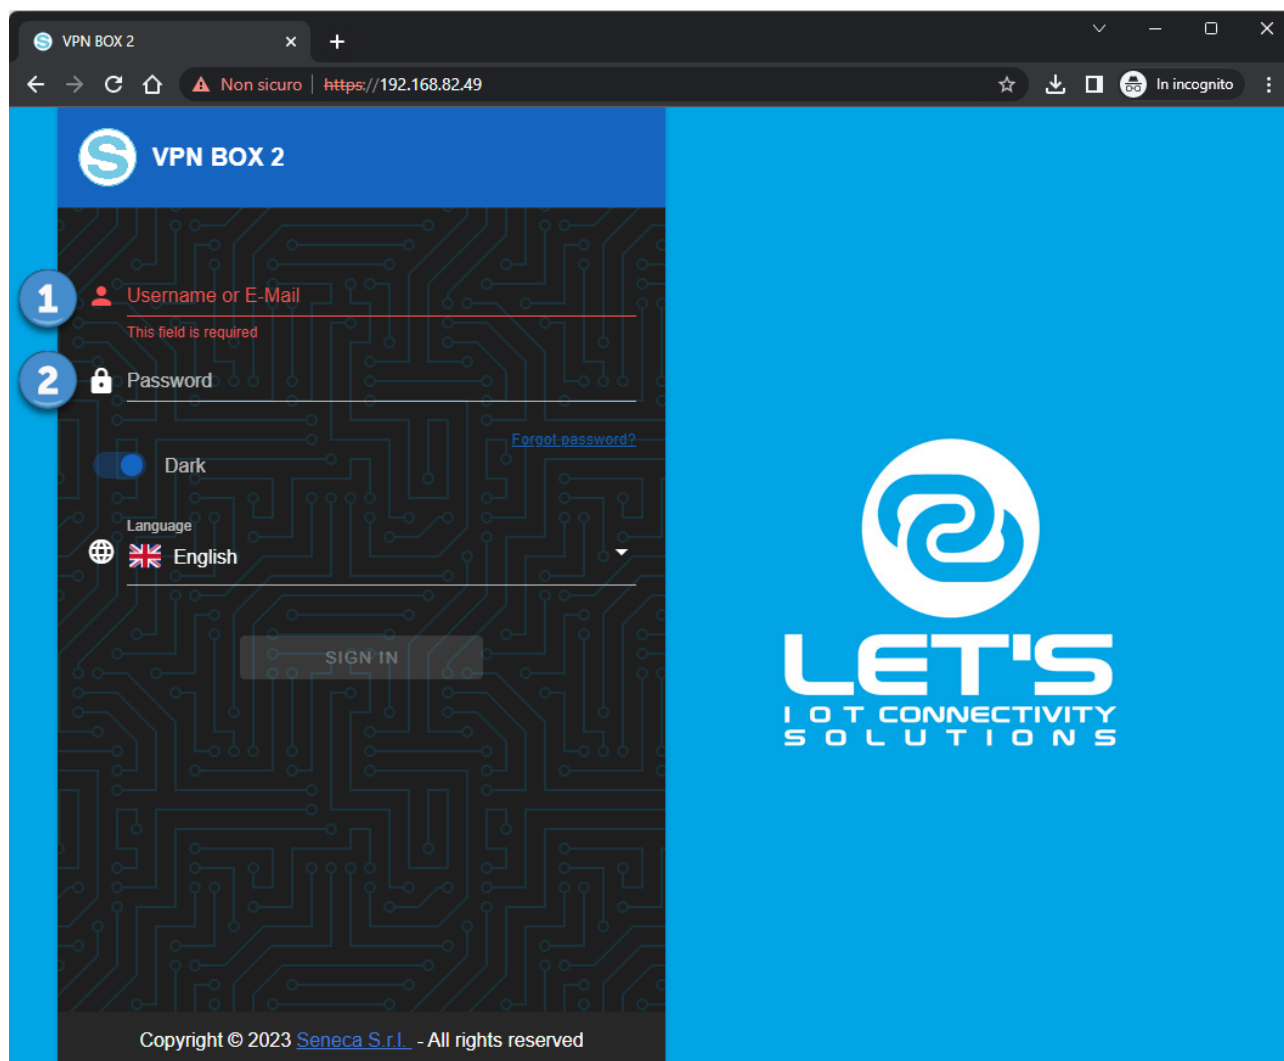 VPN BOX 2
Non sicuro | https://192.168.82.49
In incognito
VPN BOX 2
1
Username or E-Mail
This field is required
2
Password
Forgot password?
Dark
Language
English
SIGN IN
LET'S
IOT CONNECTIVITY
SOLUTIONS
Copyright © 2023 Seneca S.r.l. - All rights reserved